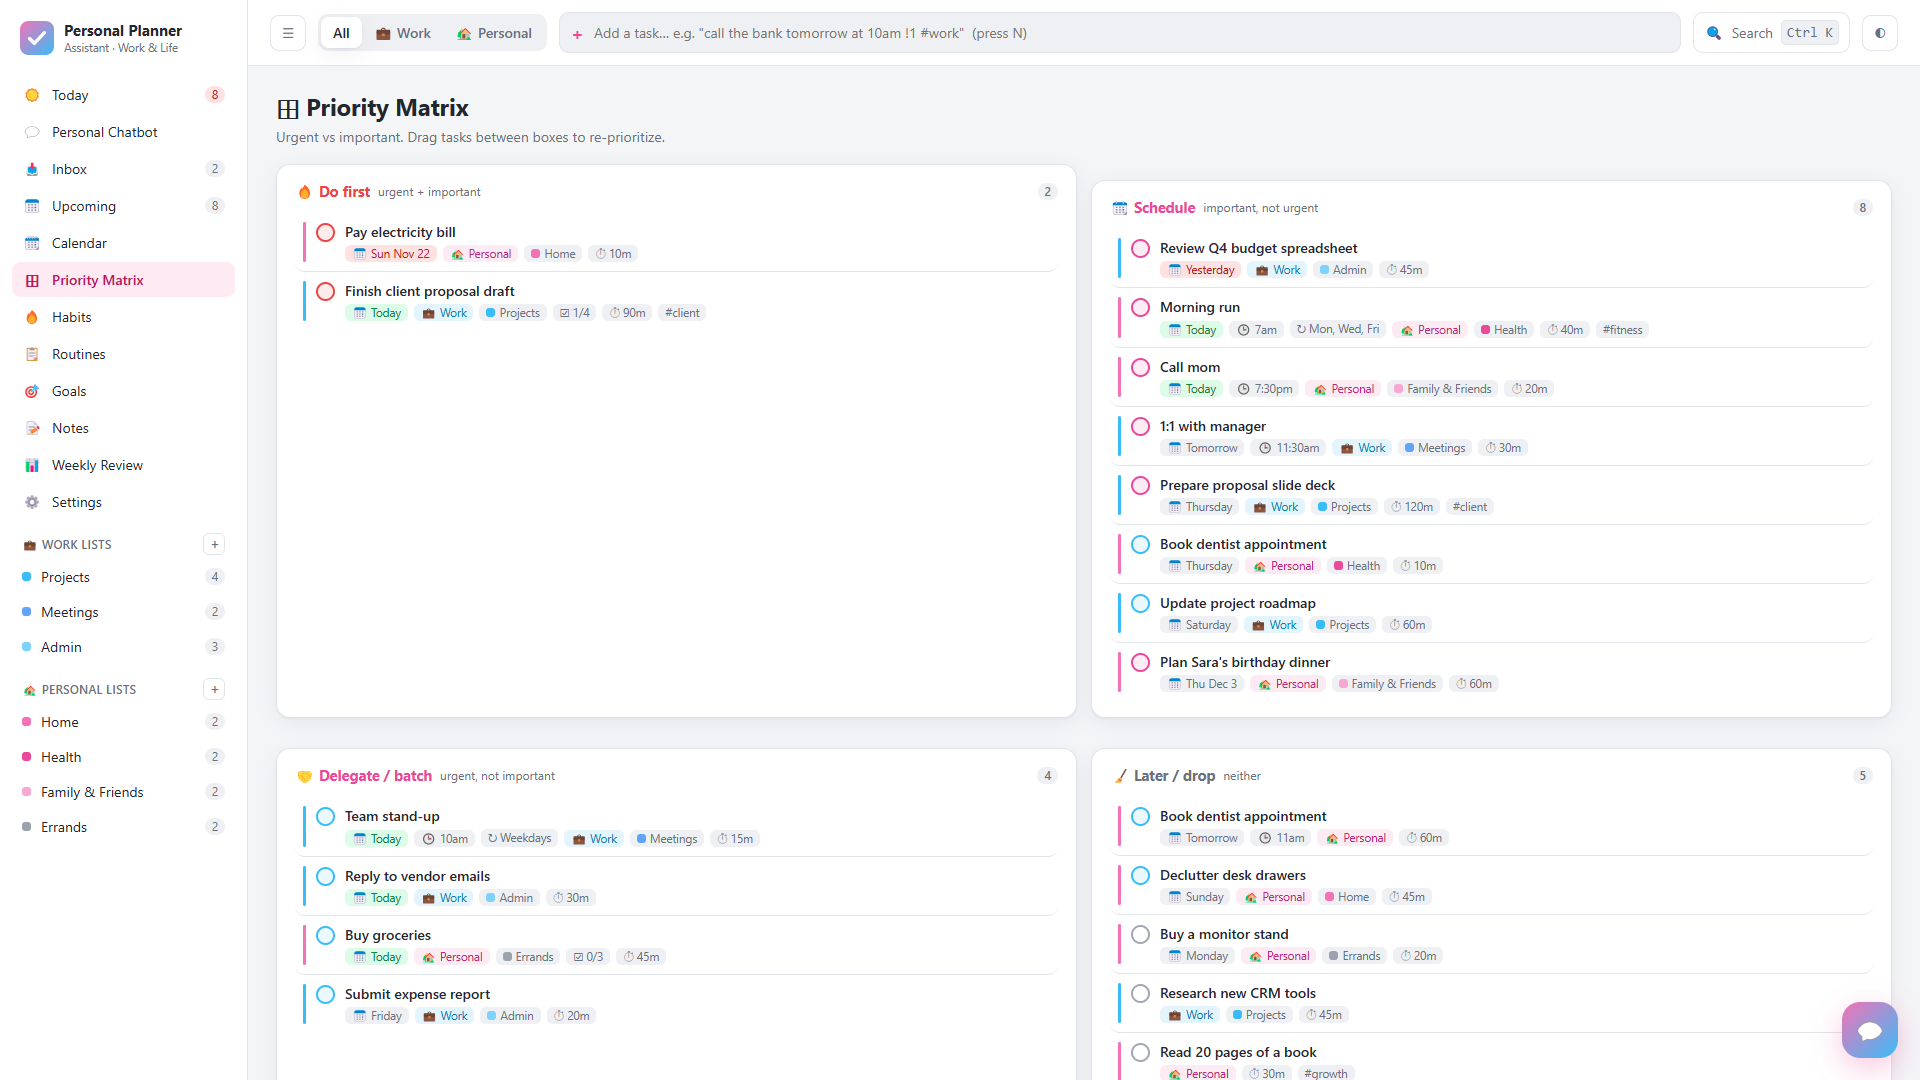 Personal Planner
Assistant · Work & Life
Today 8
Personal Chatbot
Inbox 2
Upcoming 8
Calendar
Priority Matrix
Habits
Routines
Goals
Notes
Weekly Review
Settings
WORK LISTS +
Projects 4
Meetings 2
Admin 3
PERSONAL LISTS +
Home 2
Health 2
Family & Friends 2
Errands 2
All Work Personal
+ Add a task... e.g. "call the bank tomorrow at 10am !1 #work" (press N)
Search Ctrl K
Priority Matrix
Urgent vs important. Drag tasks between boxes to re-prioritize.
Do first urgent + important 2
Pay electricity bill
Sun Nov 22 Personal Home 10m
Finish client proposal draft
Today Work Projects 1/4 90m #client
Schedule important, not urgent 8
Review Q4 budget spreadsheet
Yesterday Work Admin 45m
Morning run
Today 7am Mon, Wed, Fri Personal Health 40m #fitness
Call mom
Today 7:30pm Personal Family & Friends 20m
1:1 with manager
Tomorrow 11:30am Work Meetings 30m
Prepare proposal slide deck
Thursday Work Projects 120m #client
Book dentist appointment
Thursday Personal Health 10m
Update project roadmap
Saturday Work Projects 60m
Plan Sara's birthday dinner
Thu Dec 3 Personal Family & Friends 60m
Delegate / batch urgent, not important 4
Team stand-up
Today 10am Weekdays Work Meetings 15m
Reply to vendor emails
Today Work Admin 30m
Buy groceries
Today Personal Errands 0/3 45m
Submit expense report
Friday Work Admin 20m
Later / drop neither 5
Book dentist appointment
Tomorrow 11am Personal 60m
Declutter desk drawers
Sunday Personal Home 45m
Buy a monitor stand
Monday Personal Errands 20m
Research new CRM tools
Work Projects 45m
Read 20 pages of a book
Personal 30m #growth